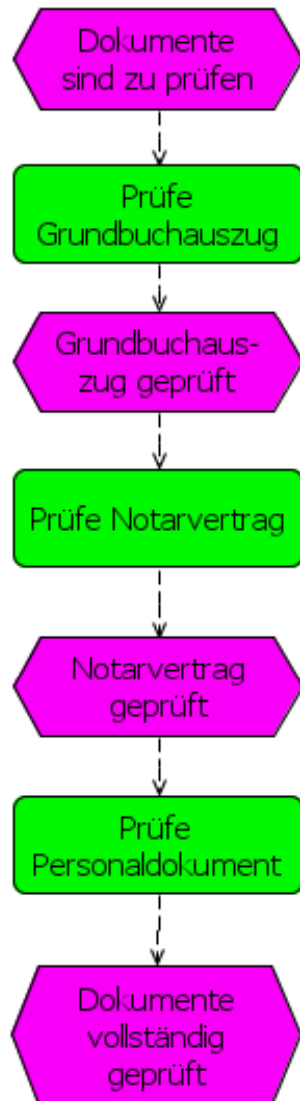 Dokumente
sind zu prüfen
Prüfe
Grundbuchauszug
Grundbuchaus-
zug geprüft
Prüfe Notarvertrag
Notarvertrag
geprüft
Prüfe
Personaldokument
Dokumente
vollständig
geprüft